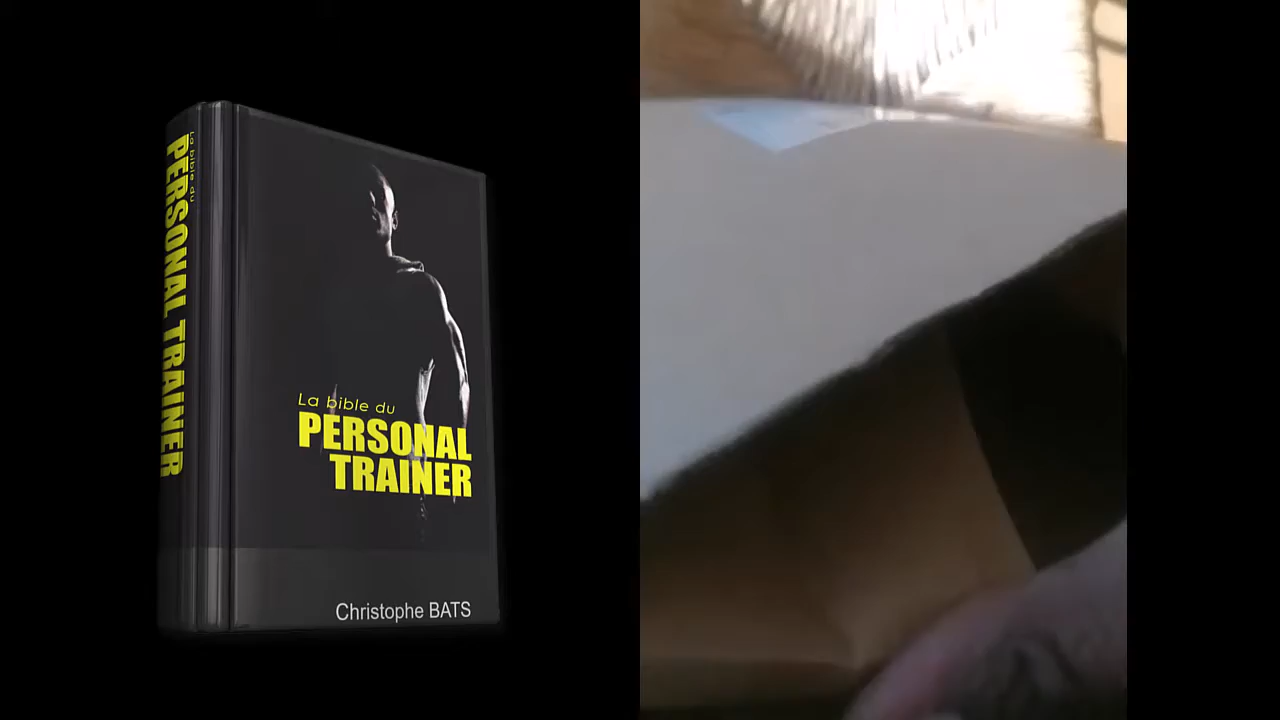 La bible du
PERSONAL TRAINER
La bible du
PERSONAL
TRAINER
Christophe BATS